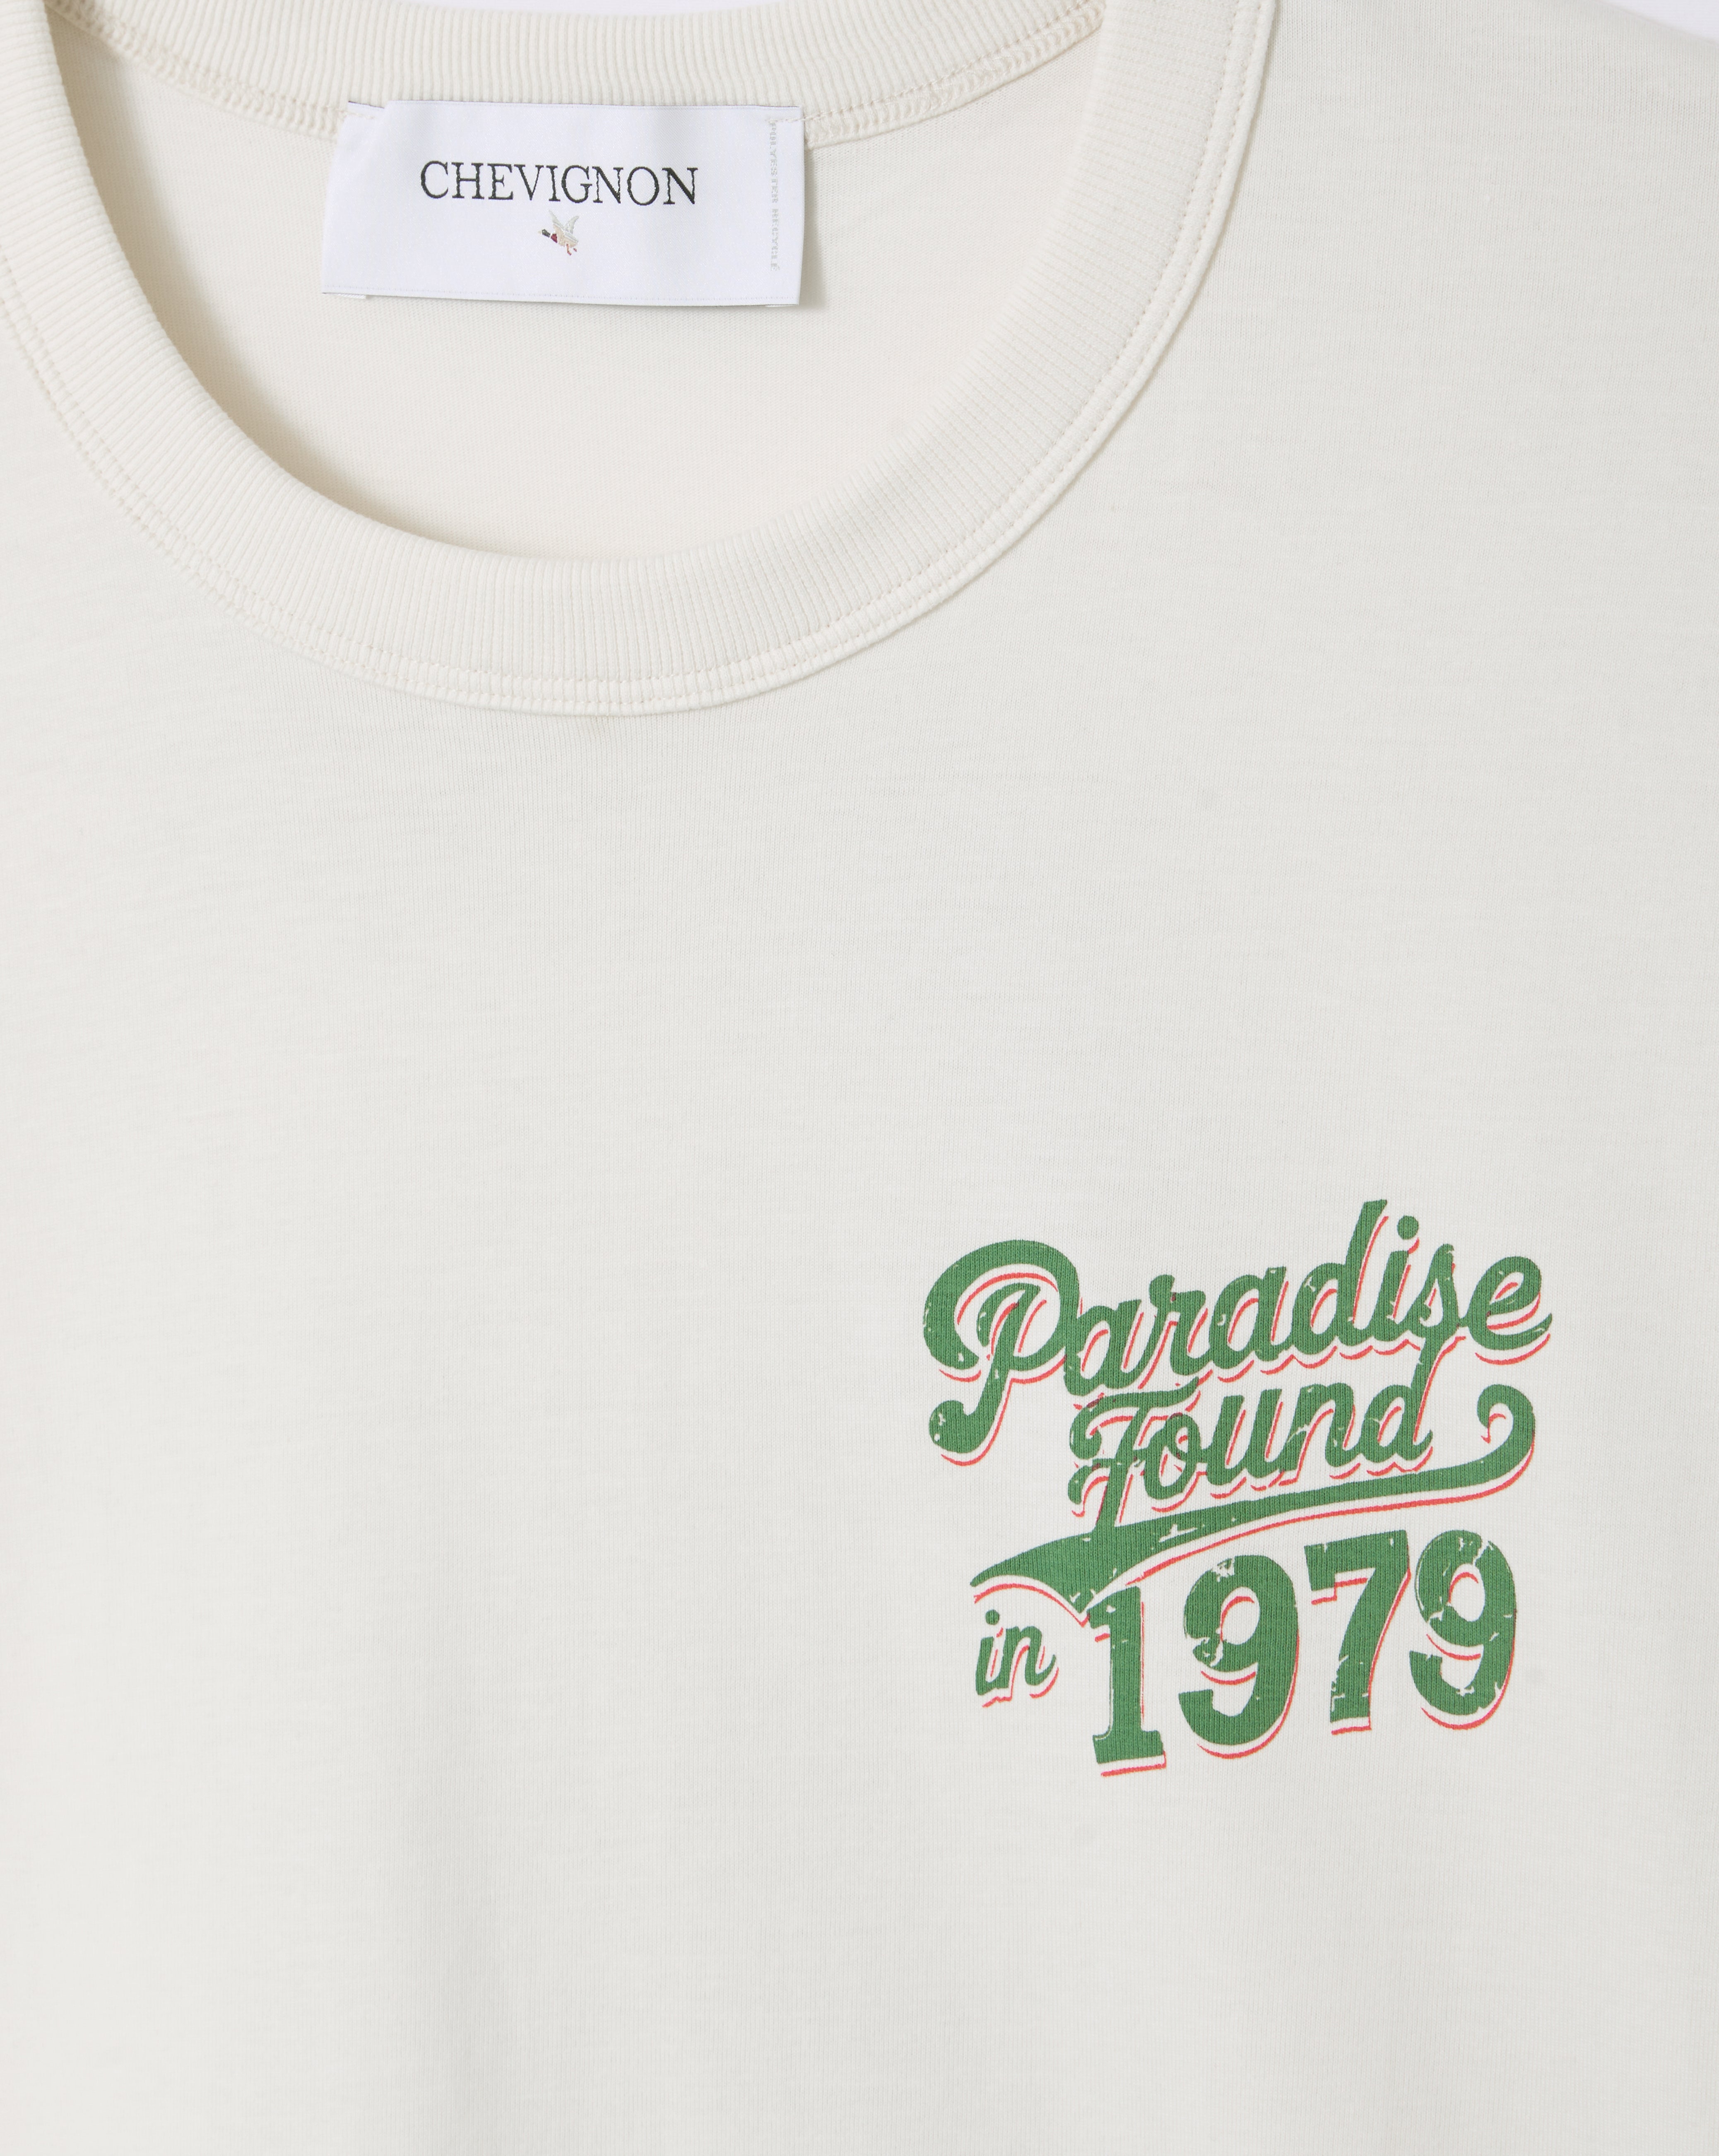 CHEVIGNON
Paradise
Found
in 1979